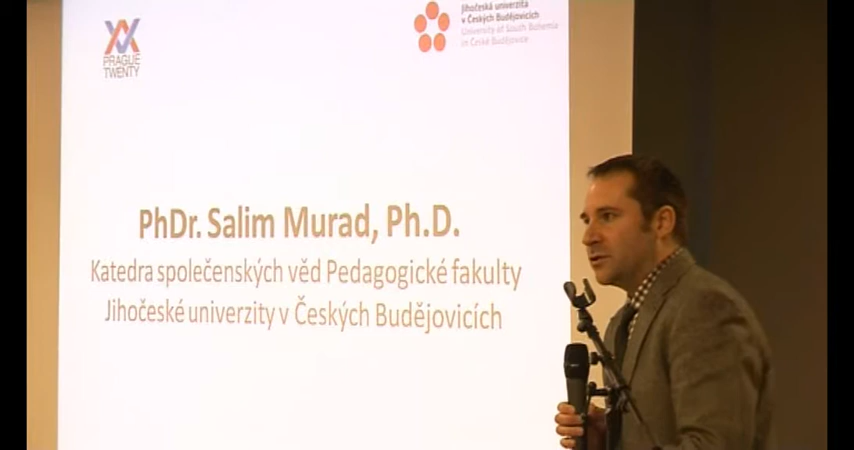 PRAGUE
TWENTY
Jihočeská univerzita
v Českých Budějovicích
University of South Bohemia
in České Budějovice
PhDr. Salim Murad, Ph.D.
Katedra společenských věd Pedagogické fakulty
Jihočeské univerzity v Českých Budějovicích